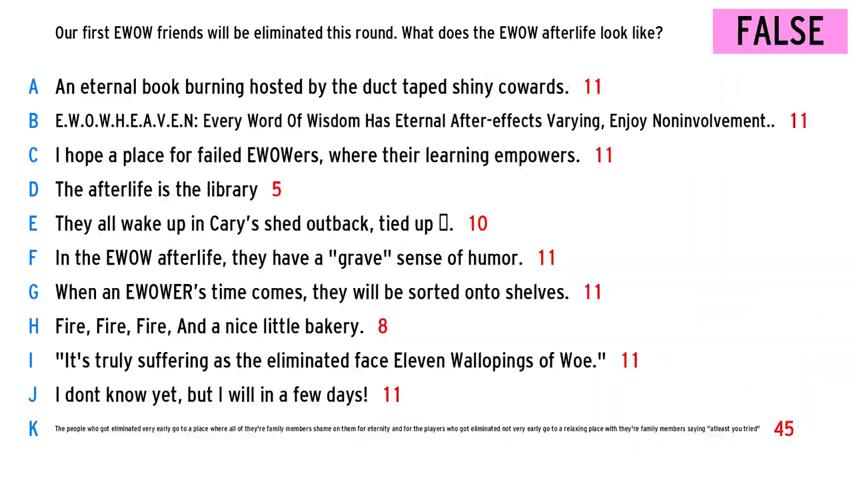 Our first EWOW friends will be eliminated this round. What does the EWOW afterlife look like?
FALSE
A An eternal book burning hosted by the duct taped shiny cowards. 11
B E.W.O.W.H.E.A.V.E.N: Every Word Of Wisdom Has Eternal After-effects Varying, Enjoy Noninvolvement.. 11
C I hope a place for failed EWOWers, where their learning empowers. 11
D The afterlife is the library 5
E They all wake up in Cary's shed outback, tied up ▯. 10
F In the EWOW afterlife, they have a "grave" sense of humor. 11
G When an EWOWER's time comes, they will be sorted onto shelves. 11
H Fire, Fire, Fire, And a nice little bakery. 8
I "It's truly suffering as the eliminated face Eleven Wallopings of Woe." 11
J I dont know yet, but I will in a few days! 11
K The people who got eliminated very early go to a place where all of they're family members shame on them for eternity and for the players who got eliminated not very early go to a relaxing place with they're family members saying "atleast you tried" 45